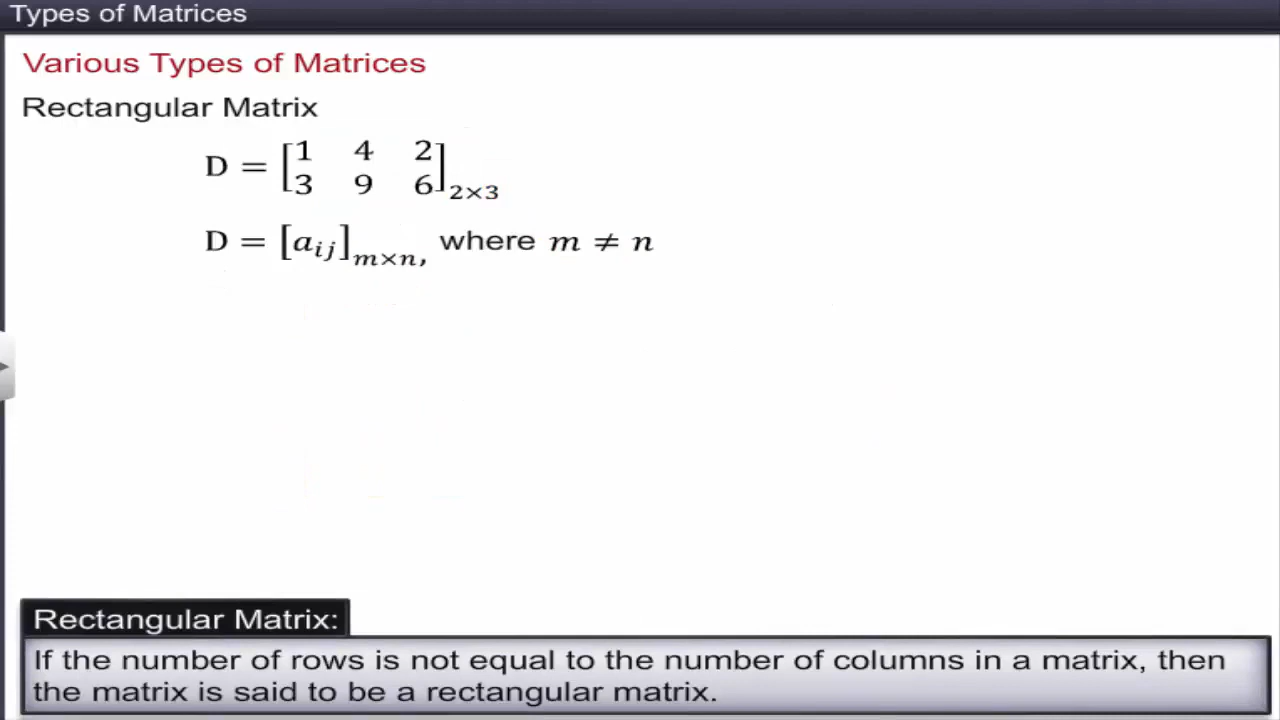 Types of Matrices
Various Types of Matrices
Rectangular Matrix
D = [1 4 2
3 9 6]2×3
D = [aij]m×n, where m ≠ n
Rectangular Matrix:
If the number of rows is not equal to the number of columns in a matrix, then
the matrix is said to be a rectangular matrix.